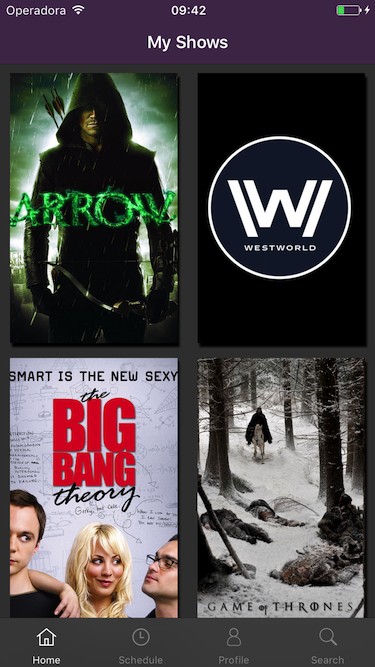 Operadora 09:42
My Shows
ARROW
W
WESTWORLD
SMART IS THE NEW SEXY
the
BIG
BANG
theory
GAME of THRONES
Home Schedule Profile Search